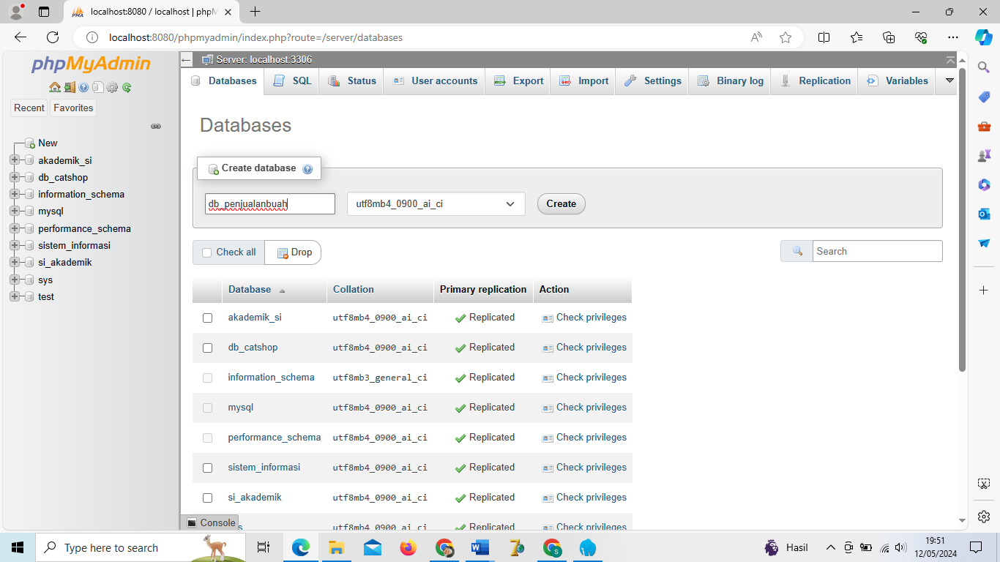 localhost:8080 / localhost | phpM
localhost:8080/phpmyadmin/index.php?route=/server/databases
phpMyAdmin
Recent
Favorites
New
akademik_si
db_catshop
information_schema
mysql
performance_schema
sistem_informasi
si_akademik
sys
test
Server: localhost:3306
Databases
SQL
Status
User accounts
Export
Import
Settings
Binary log
Replication
Variables
Databases
Create database
db_penjualanbuah
utf8mb4_0900_ai_ci
Create
Check all
Drop
Search
Database Collation Primary replication Action
akademik_si utf8mb4_0900_ai_ci Replicated Check privileges
db_catshop utf8mb4_0900_ai_ci Replicated Check privileges
information_schema utf8mb3_general_ci Replicated Check privileges
mysql utf8mb4_0900_ai_ci Replicated Check privileges
performance_schema utf8mb4_0900_ai_ci Replicated Check privileges
sistem_informasi utf8mb4_0900_ai_ci Replicated Check privileges
si_akademik utf8mb4_0900_ai_ci Replicated Check privileges
s utf8mb4_0900_ai_ci Replicated Check privileges
Console
Type here to search
Hasil
19:51
12/05/2024